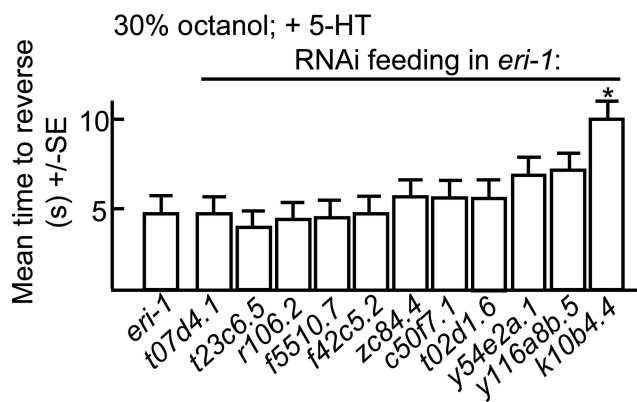 30% octanol; + 5-HT
RNAi feeding in eri-1:
Mean time to reverse
(s) +/-SE
10
5
*
eri-1
t07d4.1
t23c6.5
r106.2
f5510.7
f42c5.2
zc84.4
c50f7.1
t02d1.6
y54e2a.1
y116a8b.5
k10b4.4